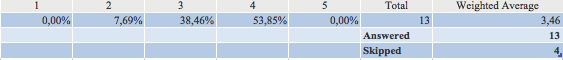 1 2 3 4 5 Total Weighted Average
0,00% 7,69% 38,46% 53,85% 0,00% 13 3,46
Answered 13
Skipped 4